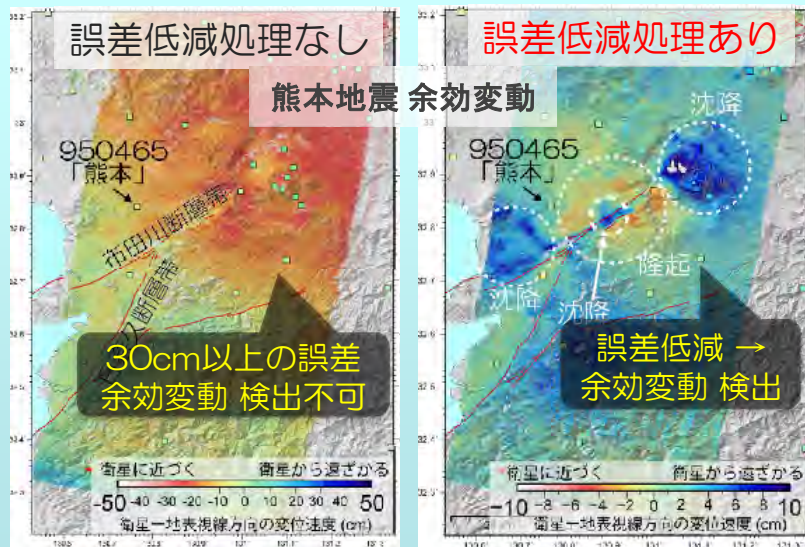 誤差低減処理なし
誤差低減処理あり
熊本地震 余効変動
950465
「熊本」
布田川断層帯
久断層帯
30cm以上の誤差
余効変動 検出不可
衛星に近づく 衛星から遠ざかる
-50 -40 -30 -20 -10 0 10 20 30 40 50
衛星－地表視線方向の変位速度 (cm)
950465
「熊本」
沈降
沈降
沈降
隆起
誤差低減 →
余効変動 検出
衛星に近づく 衛星から遠ざかる
-10 -8 -6 -4 -2 0 2 4 6 8 10
衛星－地表視線方向の変位速度 (cm)